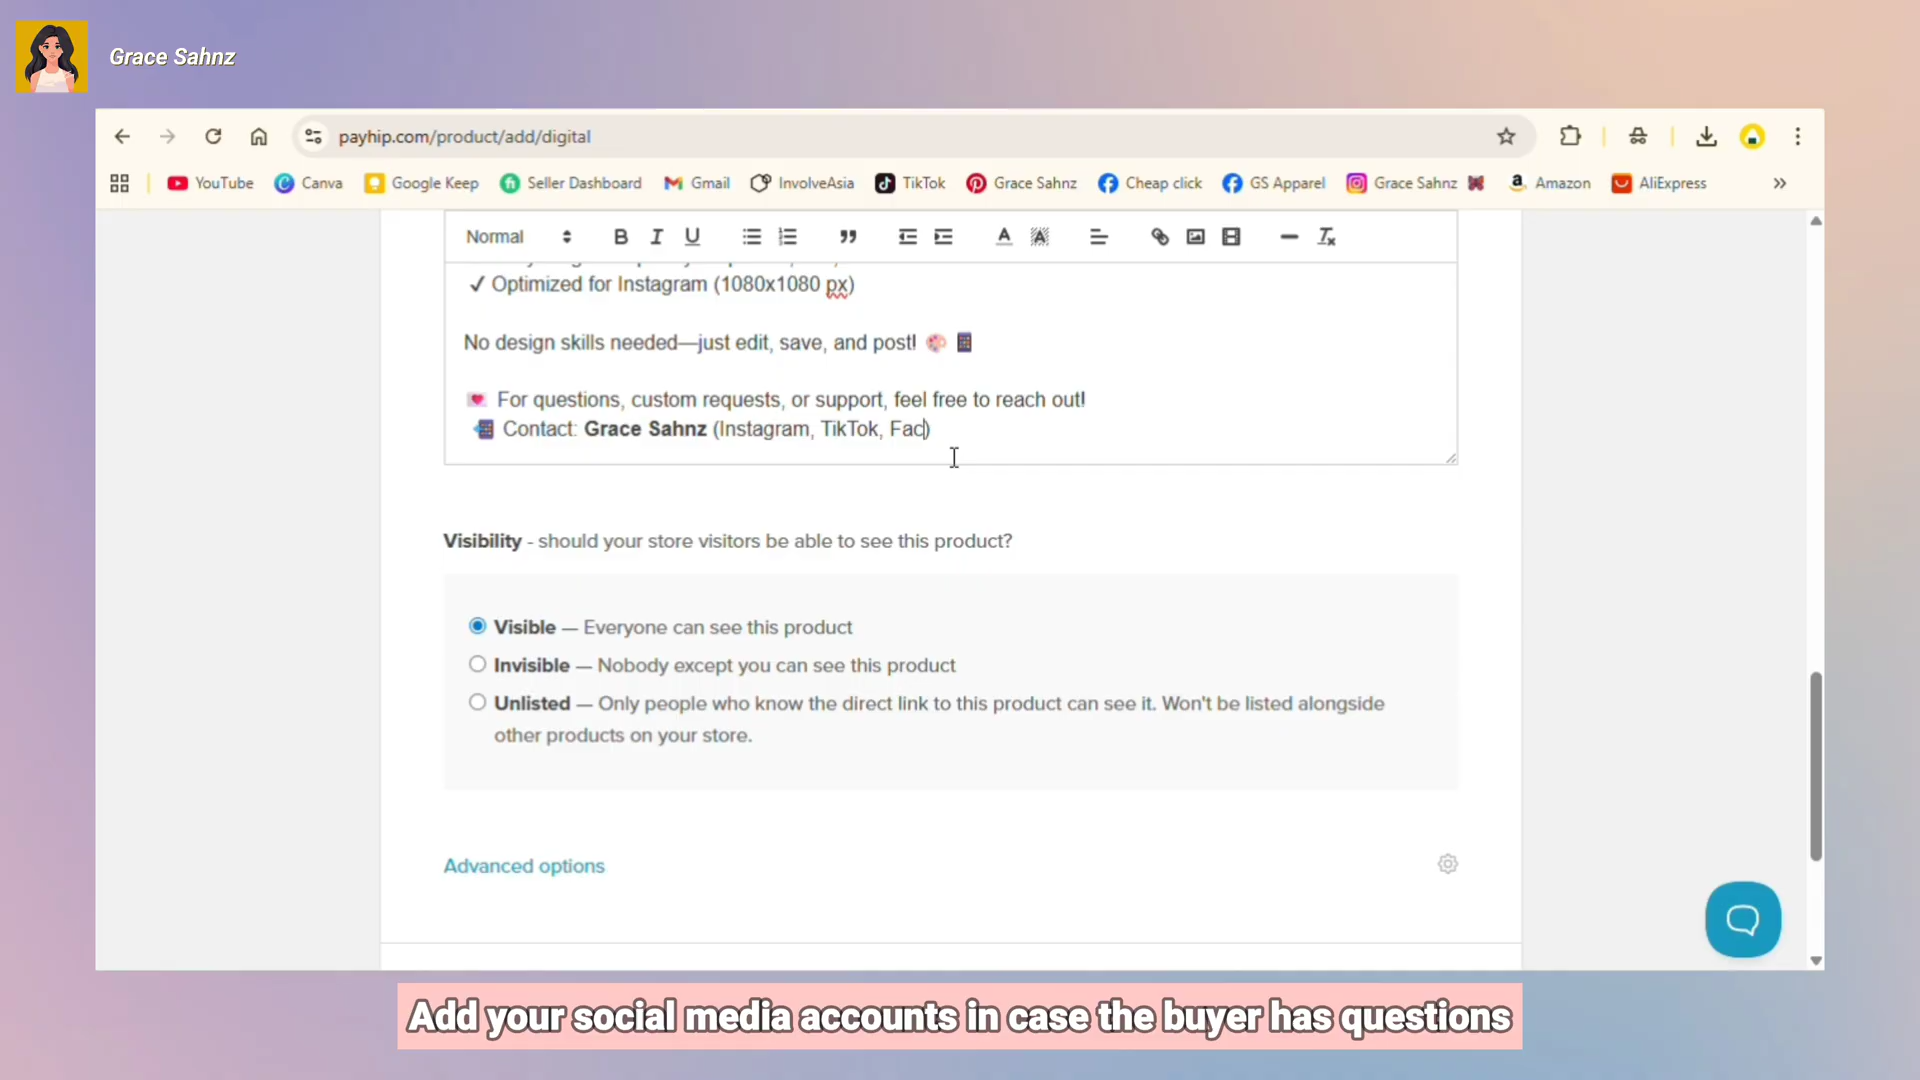 Grace Sahnz
payhip.com/product/add/digital
YouTube Canva Google Keep Seller Dashboard Gmail InvolveAsia TikTok Grace Sahnz Cheap click GS Apparel Grace Sahnz Amazon AliExpress
Normal
✓ Optimized for Instagram (1080x1080 px)
No design skills needed—just edit, save, and post! 🎨 📱
💌 For questions, custom requests, or support, feel free to reach out!
📲 Contact: Grace Sahnz (Instagram, TikTok, Fac)
Visibility - should your store visitors be able to see this product?
Visible — Everyone can see this product
Invisible — Nobody except you can see this product
Unlisted — Only people who know the direct link to this product can see it. Won't be listed alongside
other products on your store.
Advanced options
Add your social media accounts in case the buyer has questions